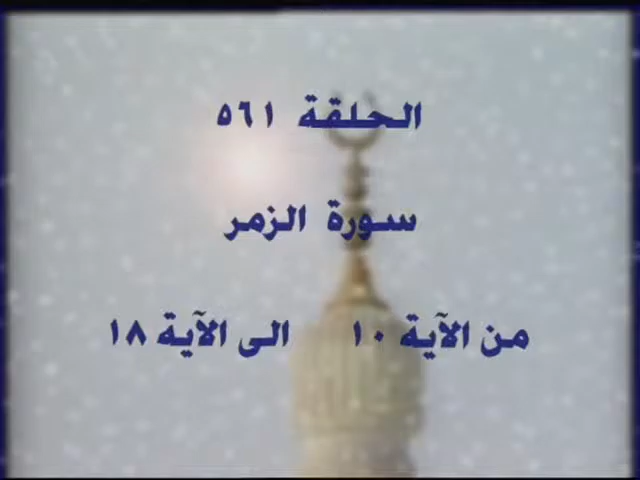 الحلقة ٥٦١
سورة الزمر
من الآية ١٠ الى الآية ١٨